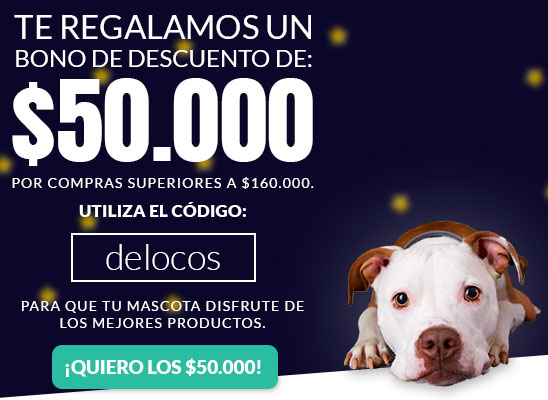 TE REGALAMOS UN
BONO DE DESCUENTO DE:
$50.000
POR COMPRAS SUPERIORES A $160.000.
UTILIZA EL CÓDIGO:
delocos
PARA QUE TU MASCOTA DISFRUTE DE
LOS MEJORES PRODUCTOS.
¡QUIERO LOS $50.000!